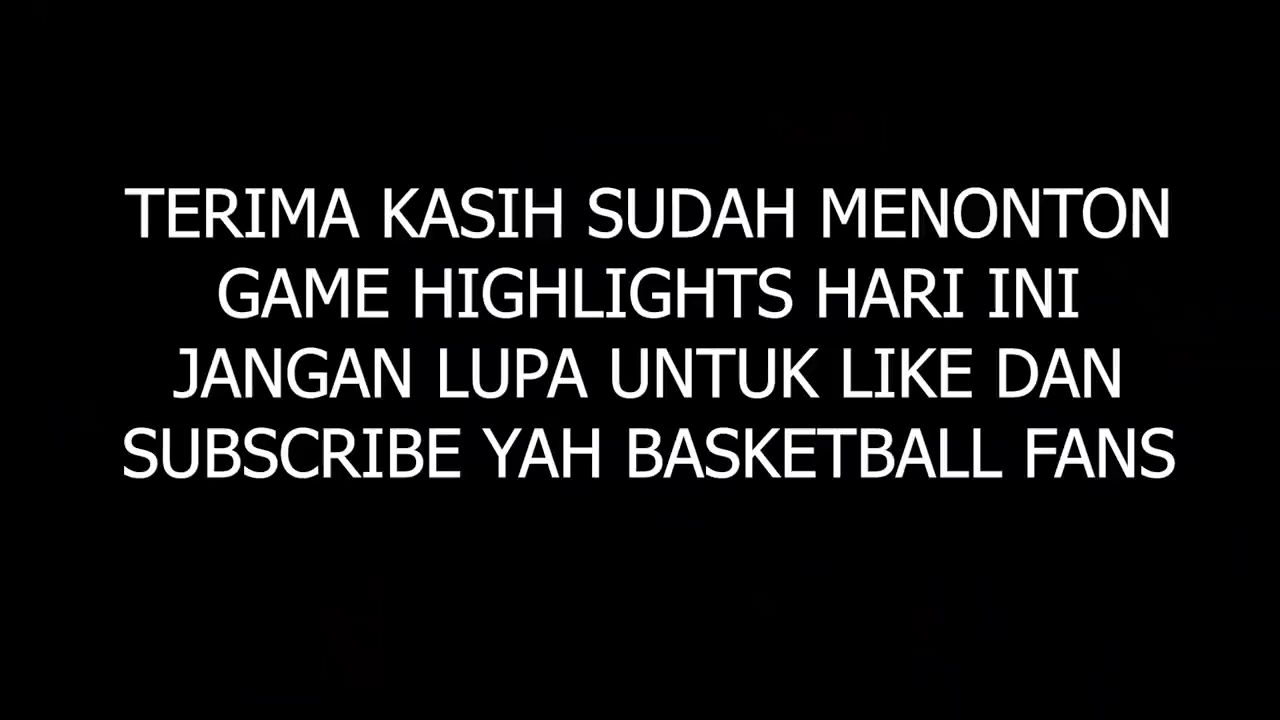 TERIMA KASIH SUDAH MENONTON
GAME HIGHLIGHTS HARI INI
JANGAN LUPA UNTUK LIKE DAN
SUBSCRIBE YAH BASKETBALL FANS